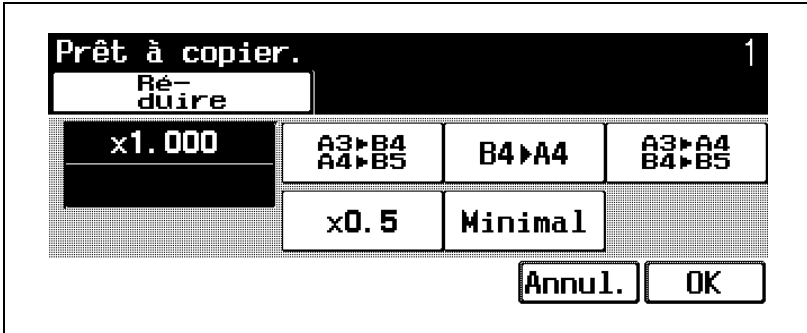 Prêt à copier. 1
Ré-
duire
x1.000
A3▸B4
A4▸B5
B4▸A4
A3▸A4
B4▸B5
x0.5
Minimal
Annul.
OK